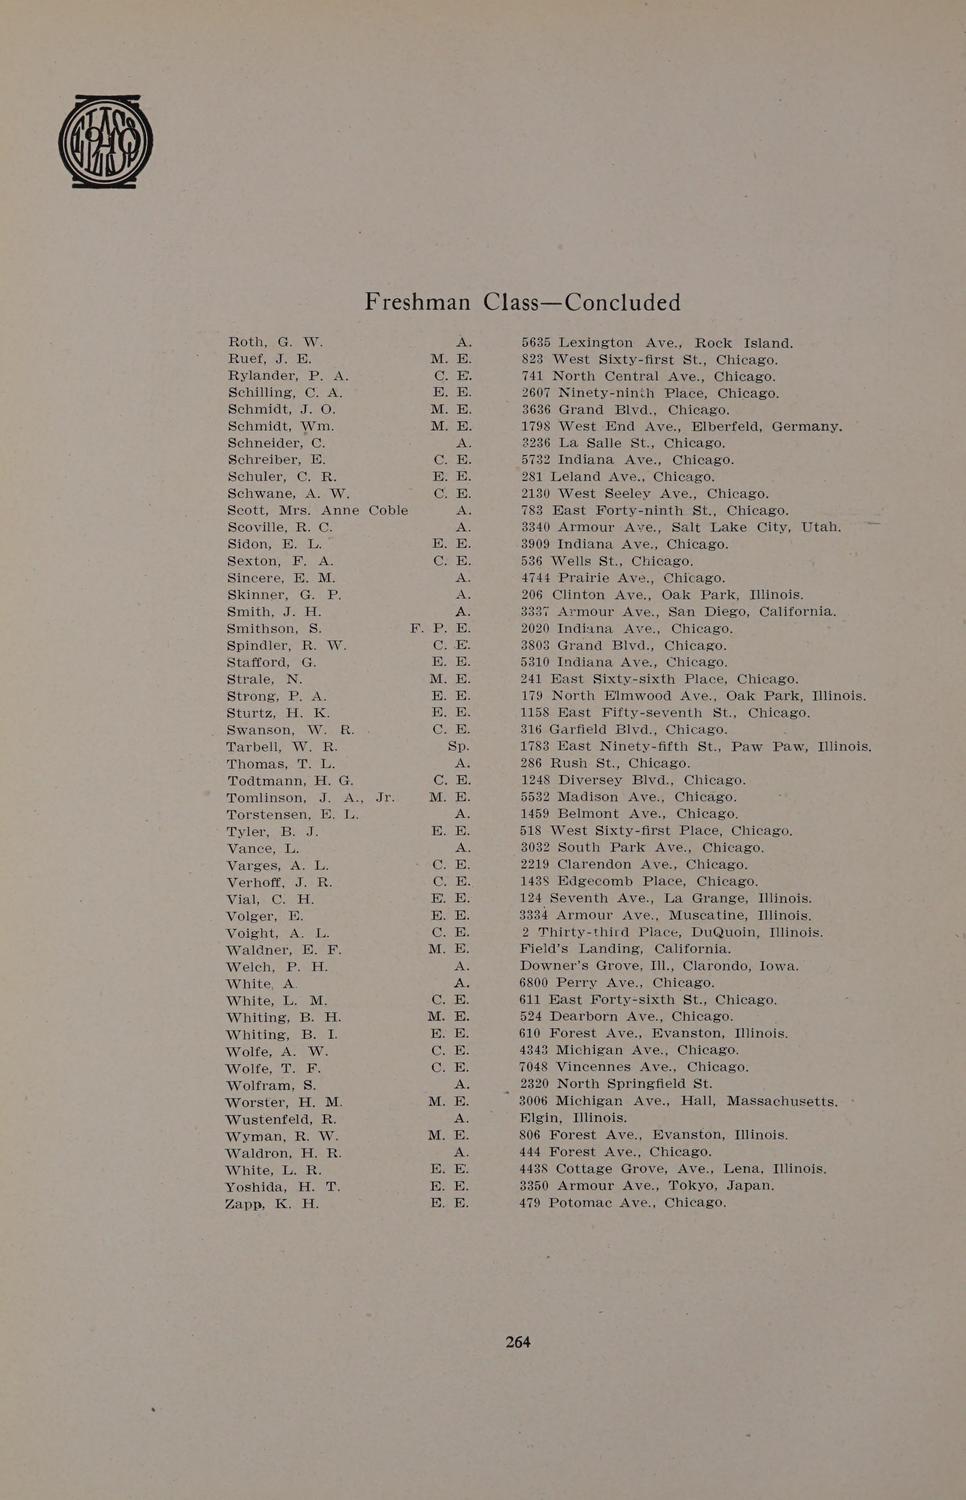 Freshman Class—Concluded
Roth, G. W. A. 5635 Lexington Ave., Rock Island.
Ruef, J. E. M. E. 823 West Sixty-first St., Chicago.
Rylander, P. A. C. E. 741 North Central Ave., Chicago.
Schilling, C. A. E. E. 2607 Ninety-ninth Place, Chicago.
Schmidt, J. O. M. E. 3636 Grand Blvd., Chicago.
Schmidt, Wm. M. E. 1798 West End Ave., Elberfeld, Germany.
Schneider, C. A. 3236 La Salle St., Chicago.
Schreiber, E. C. E. 5732 Indiana Ave., Chicago.
Schuler, C. R. E. E. 281 Leland Ave., Chicago.
Schwane, A. W. C. E. 2130 West Seeley Ave., Chicago.
Scott, Mrs. Anne Coble A. 783 East Forty-ninth St., Chicago.
Scoville, R. C. A. 3340 Armour Ave., Salt Lake City, Utah.
Sidon, E. L. E. E. 3909 Indiana Ave., Chicago.
Sexton, F. A. C. E. 536 Wells St., Chicago.
Sincere, E. M. A. 4744 Prairie Ave., Chicago.
Skinner, G. P. A. 206 Clinton Ave., Oak Park, Illinois.
Smith, J. H. A. 3337 Armour Ave., San Diego, California.
Smithson, S. F. P. E. 2020 Indiana Ave., Chicago.
Spindler, R. W. C. E. 3803 Grand Blvd., Chicago.
Stafford, G. E. E. 5310 Indiana Ave., Chicago.
Strale, N. M. E. 241 East Sixty-sixth Place, Chicago.
Strong, P. A. E. E. 179 North Elmwood Ave., Oak Park, Illinois.
Sturtz, H. K. E. E. 1158 East Fifty-seventh St., Chicago.
Swanson, W. R. C. E. 316 Garfield Blvd., Chicago.
Tarbell, W. R. Sp. 1783 East Ninety-fifth St., Paw Paw, Illinois.
Thomas, T. L. A. 286 Rush St., Chicago.
Todtmann, H. G. C. E. 1248 Diversey Blvd., Chicago.
Tomlinson, J. A., Jr. M. E. 5532 Madison Ave., Chicago.
Torstensen, E. L. A. 1459 Belmont Ave., Chicago.
Tyler, B. J. E. E. 518 West Sixty-first Place, Chicago.
Vance, L. A. 3032 South Park Ave., Chicago.
Varges, A. L. C. E. 2219 Clarendon Ave., Chicago.
Verhoff, J. R. C. E. 1438 Edgecomb Place, Chicago.
Vial, C. H. E. E. 124 Seventh Ave., La Grange, Illinois.
Volger, E. E. E. 3334 Armour Ave., Muscatine, Illinois.
Voight, A. L. C. E. 2 Thirty-third Place, DuQuoin, Illinois.
Waldner, E. F. M. E. Field's Landing, California.
Welch, P. H. A. Downer's Grove, Ill., Clarondo, Iowa.
White, A. A. 6800 Perry Ave., Chicago.
White, L. M. C. E. 611 East Forty-sixth St., Chicago.
Whiting, B. H. M. E. 524 Dearborn Ave., Chicago.
Whiting, B. I. E. E. 610 Forest Ave., Evanston, Illinois.
Wolfe, A. W. C. E. 4343 Michigan Ave., Chicago.
Wolfe, T. F. C. E. 7048 Vincennes Ave., Chicago.
Wolfram, S. A. 2320 North Springfield St.
Worster, H. M. M. E. 3006 Michigan Ave., Hall, Massachusetts.
Wustenfeld, R. A. Elgin, Illinois.
Wyman, R. W. M. E. 806 Forest Ave., Evanston, Illinois.
Waldron, H. R. A. 444 Forest Ave., Chicago.
White, L. R. E. E. 4438 Cottage Grove, Ave., Lena, Illinois.
Yoshida, H. T. E. E. 3350 Armour Ave., Tokyo, Japan.
Zapp, K. H. E. E. 479 Potomac Ave., Chicago.
264